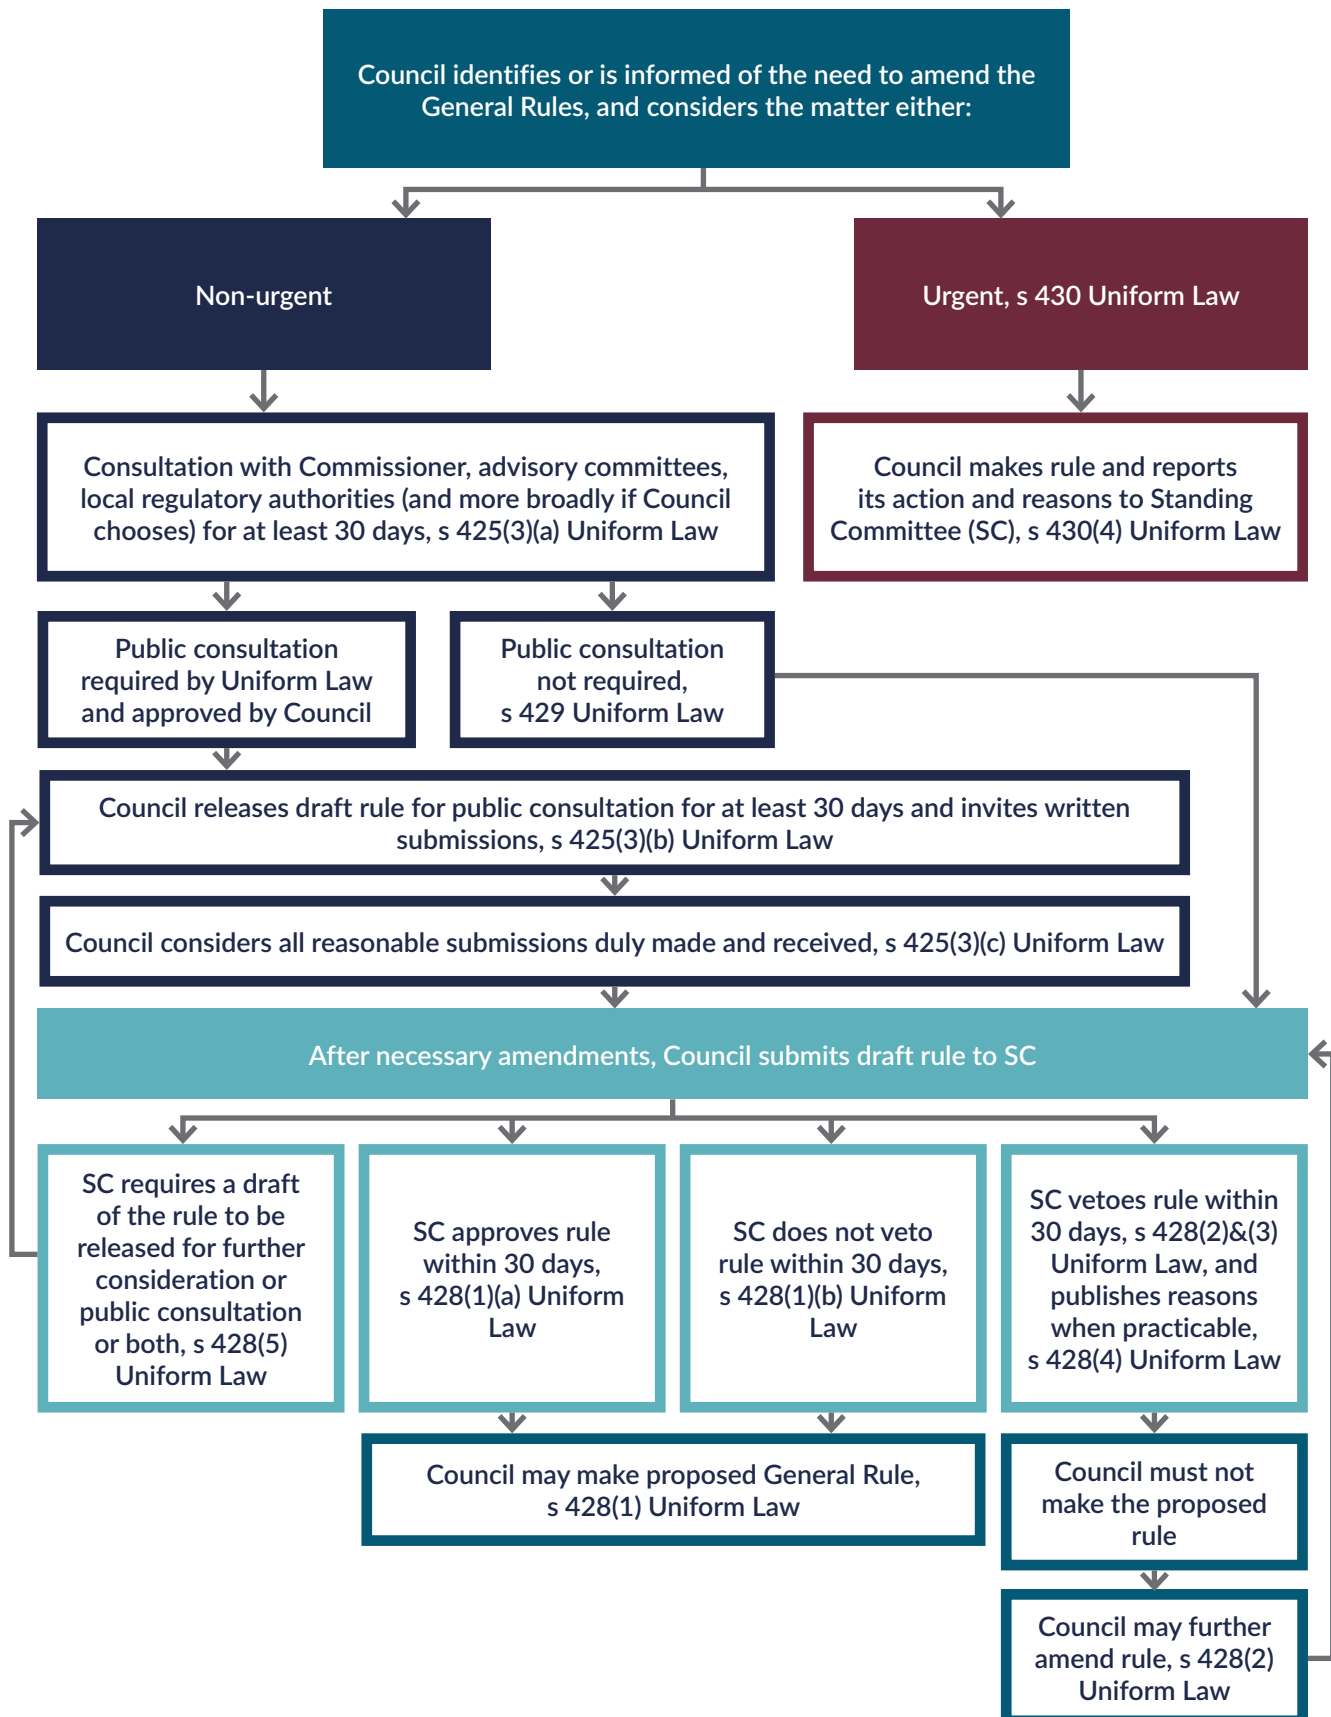 Council identifies or is informed of the need to amend the
General Rules, and considers the matter either:
Non-urgent
Urgent, s 430 Uniform Law
Consultation with Commissioner, advisory committees,
local regulatory authorities (and more broadly if Council
chooses) for at least 30 days, s 425(3)(a) Uniform Law
Council makes rule and reports
its action and reasons to Standing
Committee (SC), s 430(4) Uniform Law
Public consultation
required by Uniform Law
and approved by Council
Public consultation
not required,
s 429 Uniform Law
Council releases draft rule for public consultation for at least 30 days and invites written
submissions, s 425(3)(b) Uniform Law
Council considers all reasonable submissions duly made and received, s 425(3)(c) Uniform Law
After necessary amendments, Council submits draft rule to SC
SC requires a draft
of the rule to be
released for further
consideration or
public consultation
or both, s 428(5)
Uniform Law
SC approves rule
within 30 days,
s 428(1)(a) Uniform
Law
SC does not veto
rule within 30 days,
s 428(1)(b) Uniform
Law
SC vetoes rule within
30 days, s 428(2)&(3)
Uniform Law, and
publishes reasons
when practicable,
s 428(4) Uniform Law
Council may make proposed General Rule,
s 428(1) Uniform Law
Council must not
make the proposed
rule
Council may further
amend rule, s 428(2)
Uniform Law